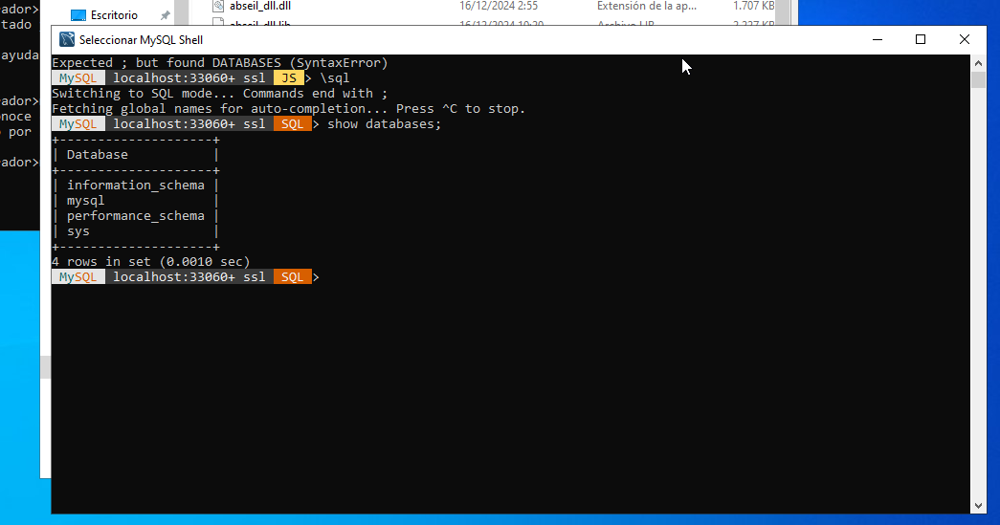 ador>
tado
ayuda
ador>
noce
por
ador>
Escritorio
abseil_dll.dll 16/12/2024 2:55 Extensión de la ap... 1.707 KB
Seleccionar MySQL Shell
Expected ; but found DATABASES (SyntaxError)
MySQL localhost:33060+ ssl JS > \sql
Switching to SQL mode... Commands end with ;
Fetching global names for auto-completion... Press ^C to stop.
MySQL localhost:33060+ ssl SQL > show databases;
+--------------------+
| Database           |
+--------------------+
| information_schema |
| mysql              |
| performance_schema |
| sys                |
+--------------------+
4 rows in set (0.0010 sec)
MySQL localhost:33060+ ssl SQL >